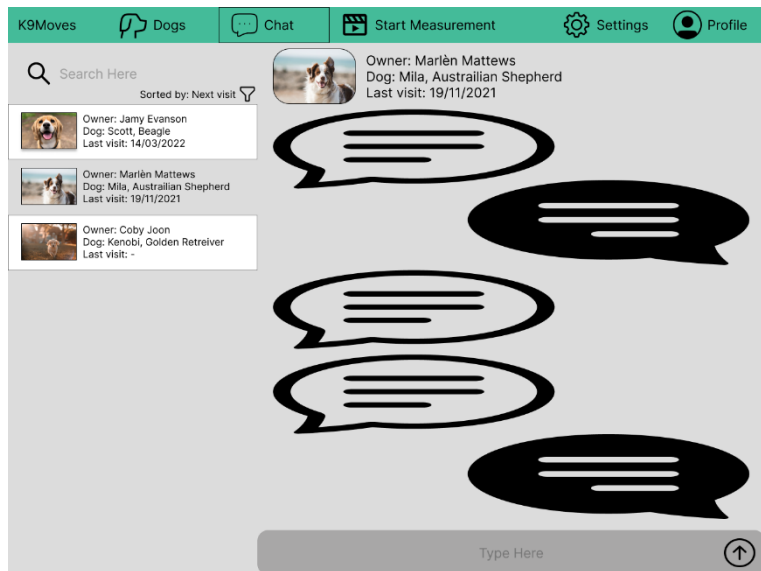 K9Moves
Dogs
Chat
Start Measurement
Settings
Profile
Search Here
Sorted by: Next visit
Owner: Jamy Evanson
Dog: Scott, Beagle
Last visit: 14/03/2022
Owner: Marlèn Mattews
Dog: Mila, Austrailian Shepherd
Last visit: 19/11/2021
Owner: Coby Joon
Dog: Kenobi, Golden Retreiver
Last visit: -
Owner: Marlèn Mattews
Dog: Mila, Austrailian Shepherd
Last visit: 19/11/2021
Type Here